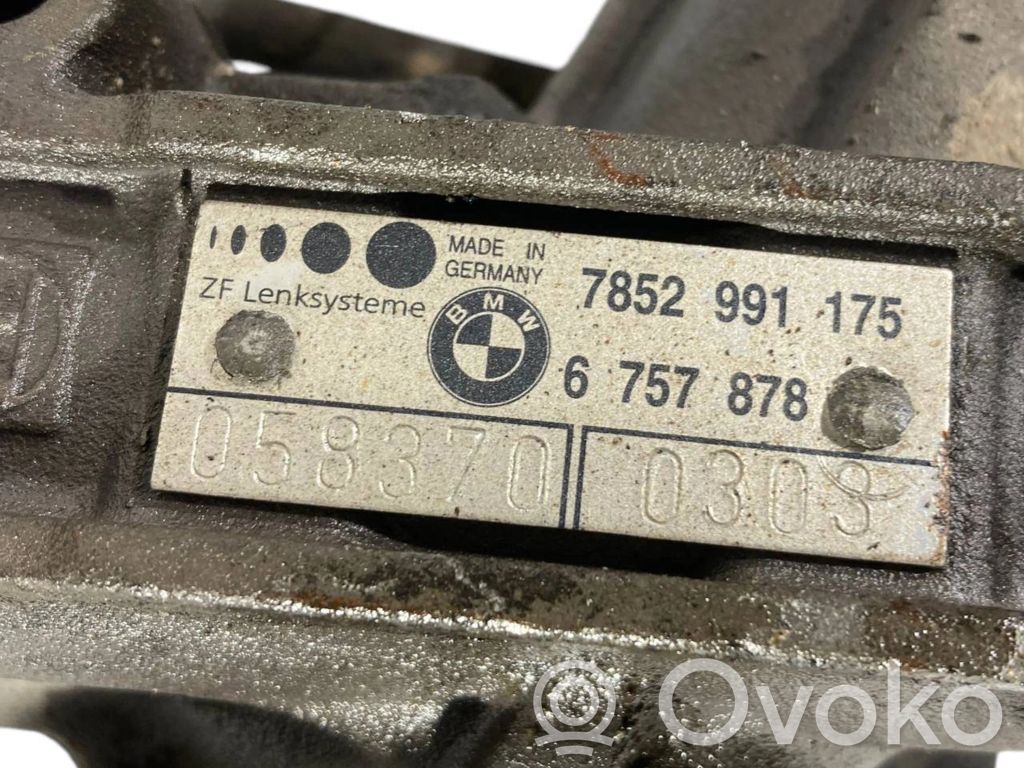 MADE IN
GERMANY
7852 991 175
ZF Lenksysteme
BMW
6 757 878
058370
0303
Ovoko